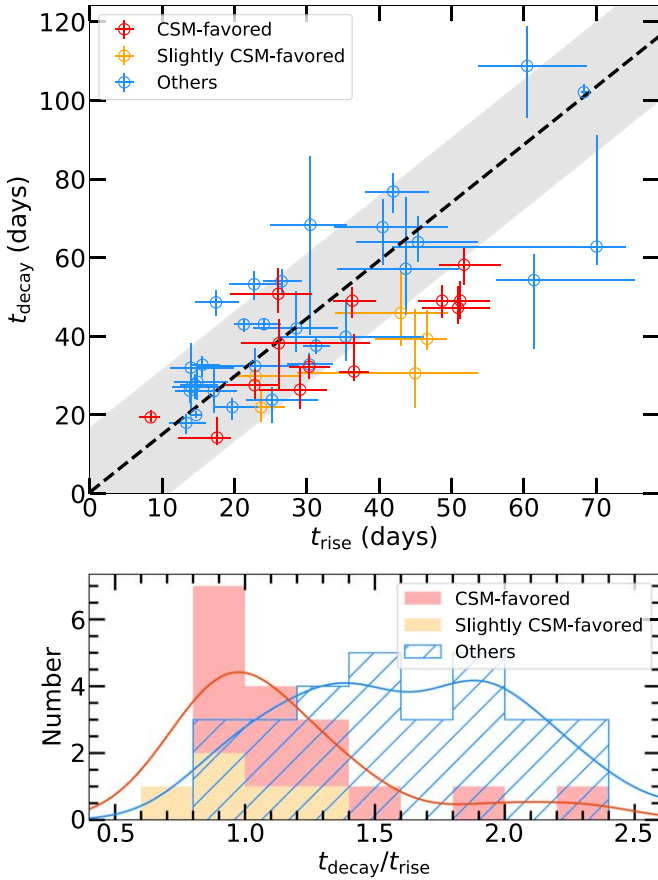 120
100
80
60
40
20
0
t_decay (days)
CSM-favored
Slightly CSM-favored
Others
0 10 20 30 40 50 60 70
t_rise (days)
6
4
2
0
Number
CSM-favored
Slightly CSM-favored
Others
0.5 1.0 1.5 2.0 2.5
t_decay/t_rise